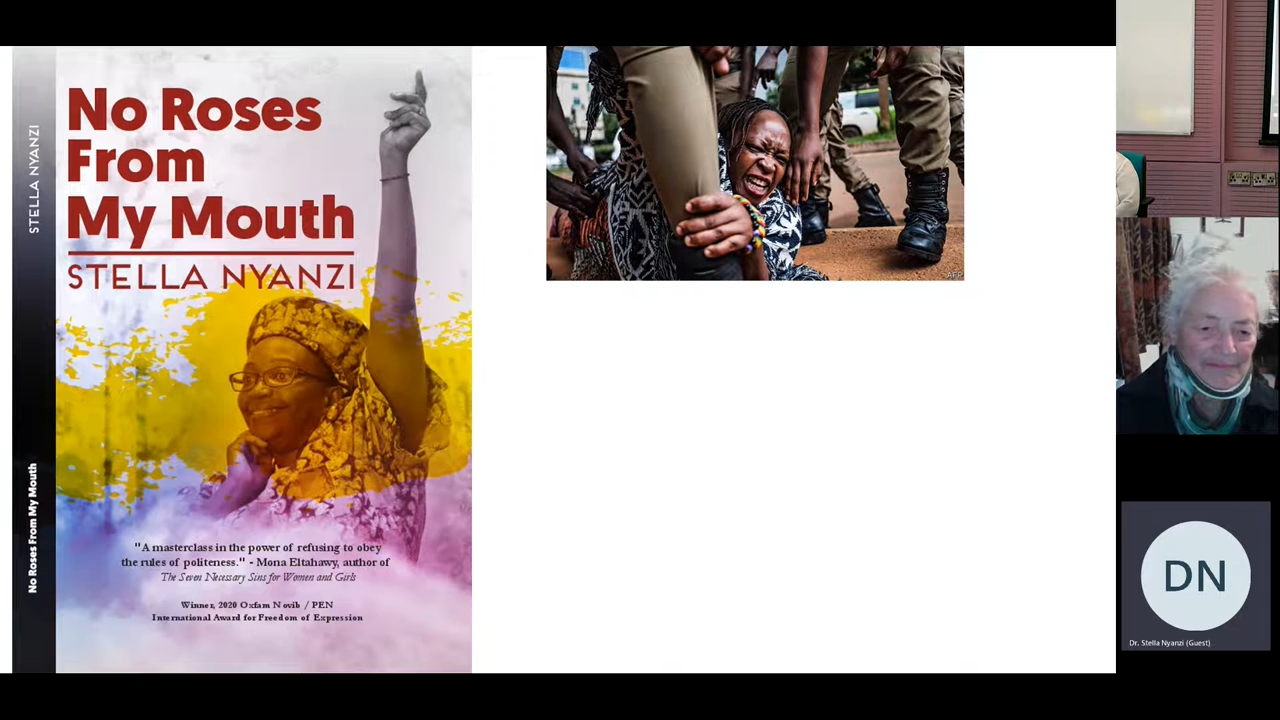 STELLA NYANZI
No Roses From My Mouth
No Roses
From
My Mouth
STELLA NYANZI
"A masterclass in the power of refusing to obey
the rules of politeness." - Mona Eltahawy, author of
The Seven Necessary Sins for Women and Girls
Winner, 2020 Oxfam Novib / PEN
International Award for Freedom of Expression
AFP
DN
Dr. Stella Nyanzi (Guest)